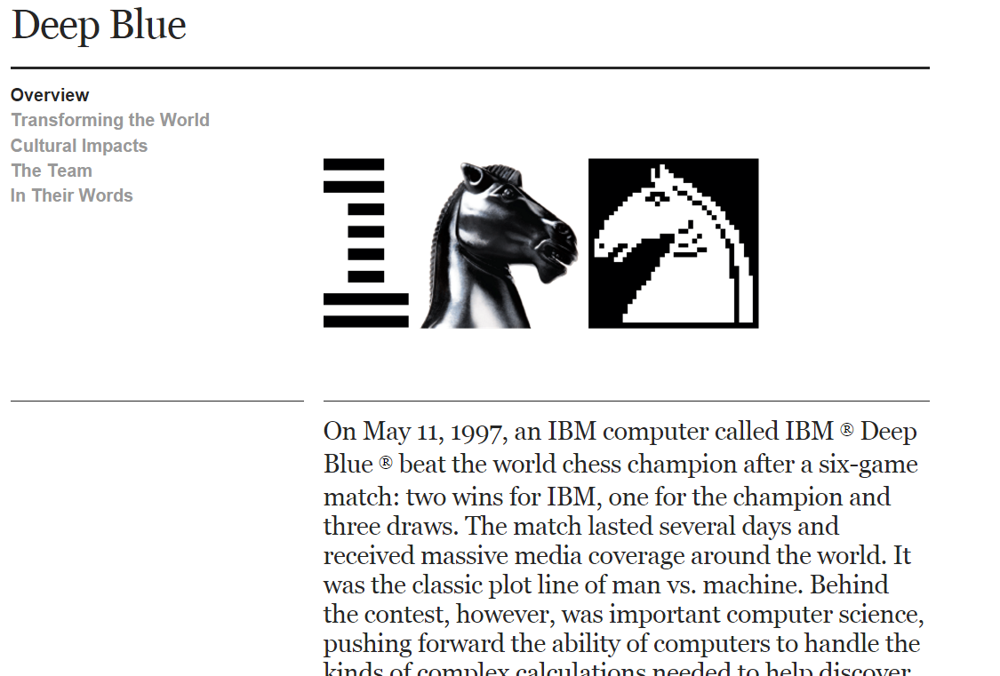 Deep Blue
Overview
Transforming the World
Cultural Impacts
The Team
In Their Words
I
On May 11, 1997, an IBM computer called IBM ® Deep
Blue ® beat the world chess champion after a six-game
match: two wins for IBM, one for the champion and
three draws. The match lasted several days and
received massive media coverage around the world. It
was the classic plot line of man vs. machine. Behind
the contest, however, was important computer science,
pushing forward the ability of computers to handle the
kinds of complex calculations needed to help discover